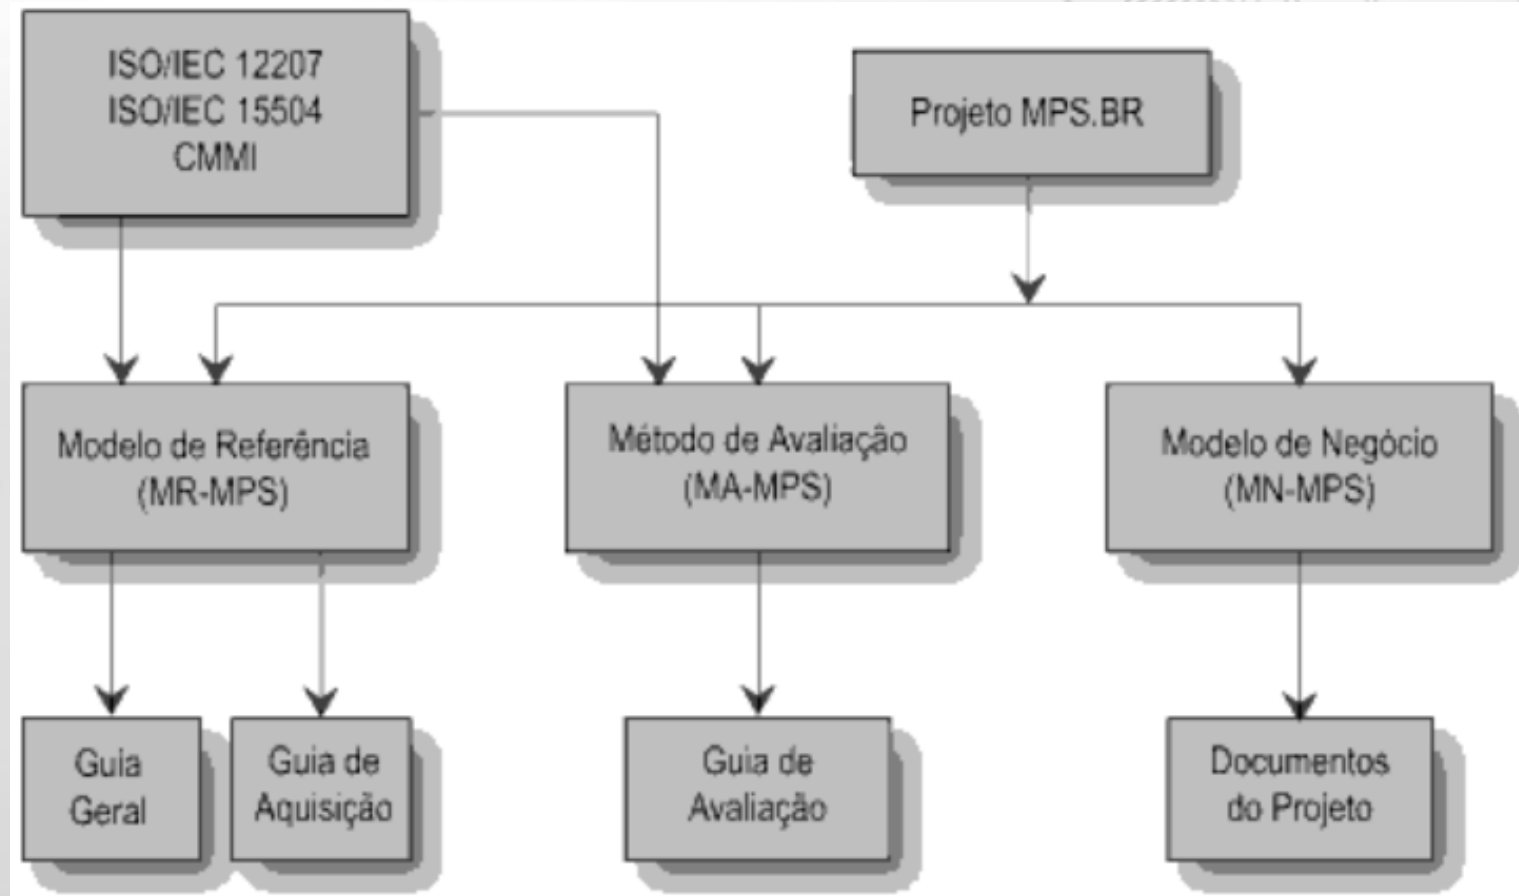 ISO/IEC 12207
ISO/IEC 15504
CMMI
Projeto MPS.BR
Modelo de Referência
(MR-MPS)
Método de Avaliação
(MA-MPS)
Modelo de Negócio
(MN-MPS)
Guia
Geral
Guia de
Aquisição
Guia de
Avaliação
Documentos
do Projeto